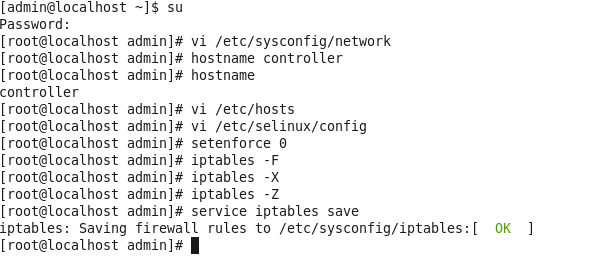 [admin@localhost ~]$ su
Password:
[root@localhost admin]# vi /etc/sysconfig/network
[root@localhost admin]# hostname controller
[root@localhost admin]# hostname
controller
[root@localhost admin]# vi /etc/hosts
[root@localhost admin]# vi /etc/selinux/config
[root@localhost admin]# setenforce 0
[root@localhost admin]# iptables -F
[root@localhost admin]# iptables -X
[root@localhost admin]# iptables -Z
[root@localhost admin]# service iptables save
iptables: Saving firewall rules to /etc/sysconfig/iptables:[  OK  ]
[root@localhost admin]#